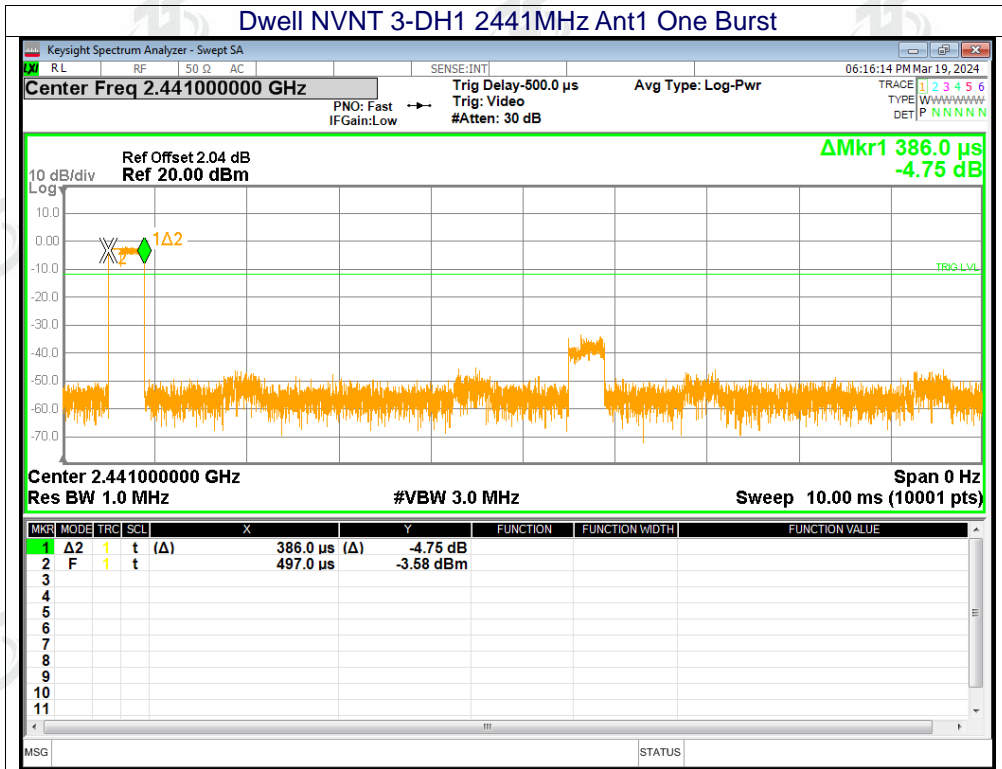 Dwell NVNT 3-DH1 2441MHz Ant1 One Burst
Keysight Spectrum Analyzer - Swept SA
LXI RL RF 50 Ω AC SENSE:INT 06:16:14 PM Mar 19, 2024
Center Freq 2.441000000 GHz
Trig Delay-500.0 µs Avg Type: Log-Pwr TRACE 1 2 3 4 5 6
PNO: Fast Trig: Video TYPE WWWWWWW
IFGain:Low #Atten: 30 dB DET P N N N N N
ΔMkr1 386.0 µs
-4.75 dB
Ref Offset 2.04 dB
10 dB/div Ref 20.00 dBm
Log
10.0
0.00
1Δ2
2
-10.0
TRIG LVL
-20.0
-30.0
-40.0
-50.0
-60.0
-70.0
Center 2.441000000 GHz Span 0 Hz
Res BW 1.0 MHz #VBW 3.0 MHz Sweep 10.00 ms (10001 pts)
MKR MODE TRC SCL X Y FUNCTION FUNCTION WIDTH FUNCTION VALUE
1 Δ2 1 t (Δ) 386.0 µs (Δ) -4.75 dB
2 F 1 t 497.0 µs -3.58 dBm
3
4
5
6
7
8
9
10
11
MSG STATUS